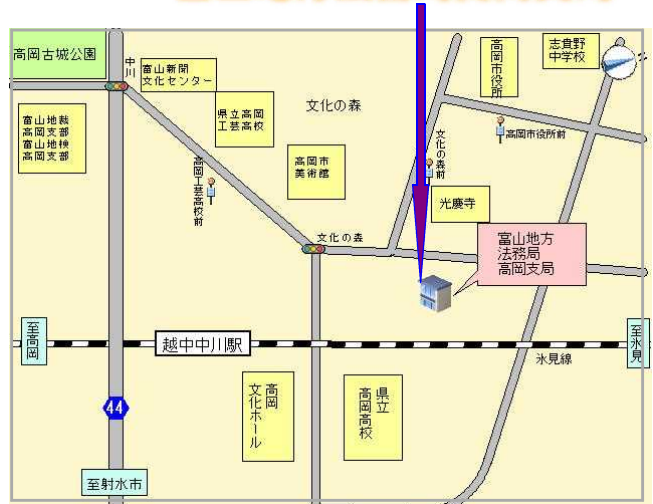 高岡古城公園
中川
富山新聞
文化センター
富山地裁
高岡支部
富山地検
高岡支部
県立高岡
工芸高校
高岡工芸高校前
文化の森
高岡市
美術館
文化の森
高岡市役所
志貴野
中学校
高岡市役所前
文化の森前
光慶寺
富山地方
法務局
高岡支局
至高岡
越中中川駅
至氷見
氷見線
44
高岡
文化ホール
県立
高岡高校
至射水市